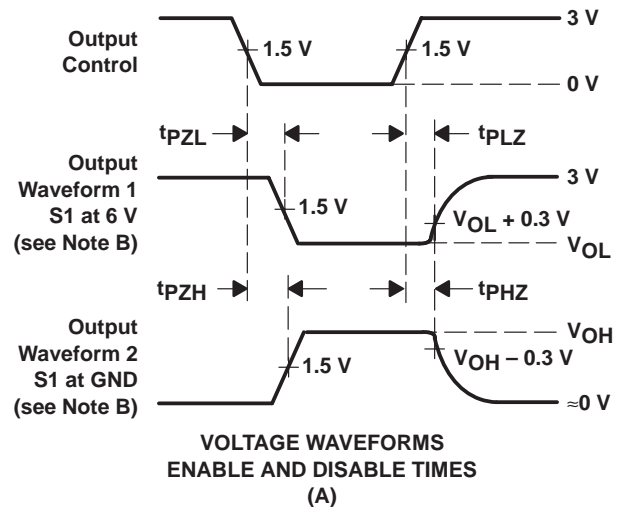 Output
Control
1.5 V
1.5 V
3 V
0 V
tPZL
tPLZ
Output
Waveform 1
S1 at 6 V
(see Note B)
1.5 V
3 V
VOL + 0.3 V
VOL
tPZH
tPHZ
Output
Waveform 2
S1 at GND
(see Note B)
1.5 V
VOH
VOH – 0.3 V
≈0 V
VOLTAGE WAVEFORMS
ENABLE AND DISABLE TIMES
(A)